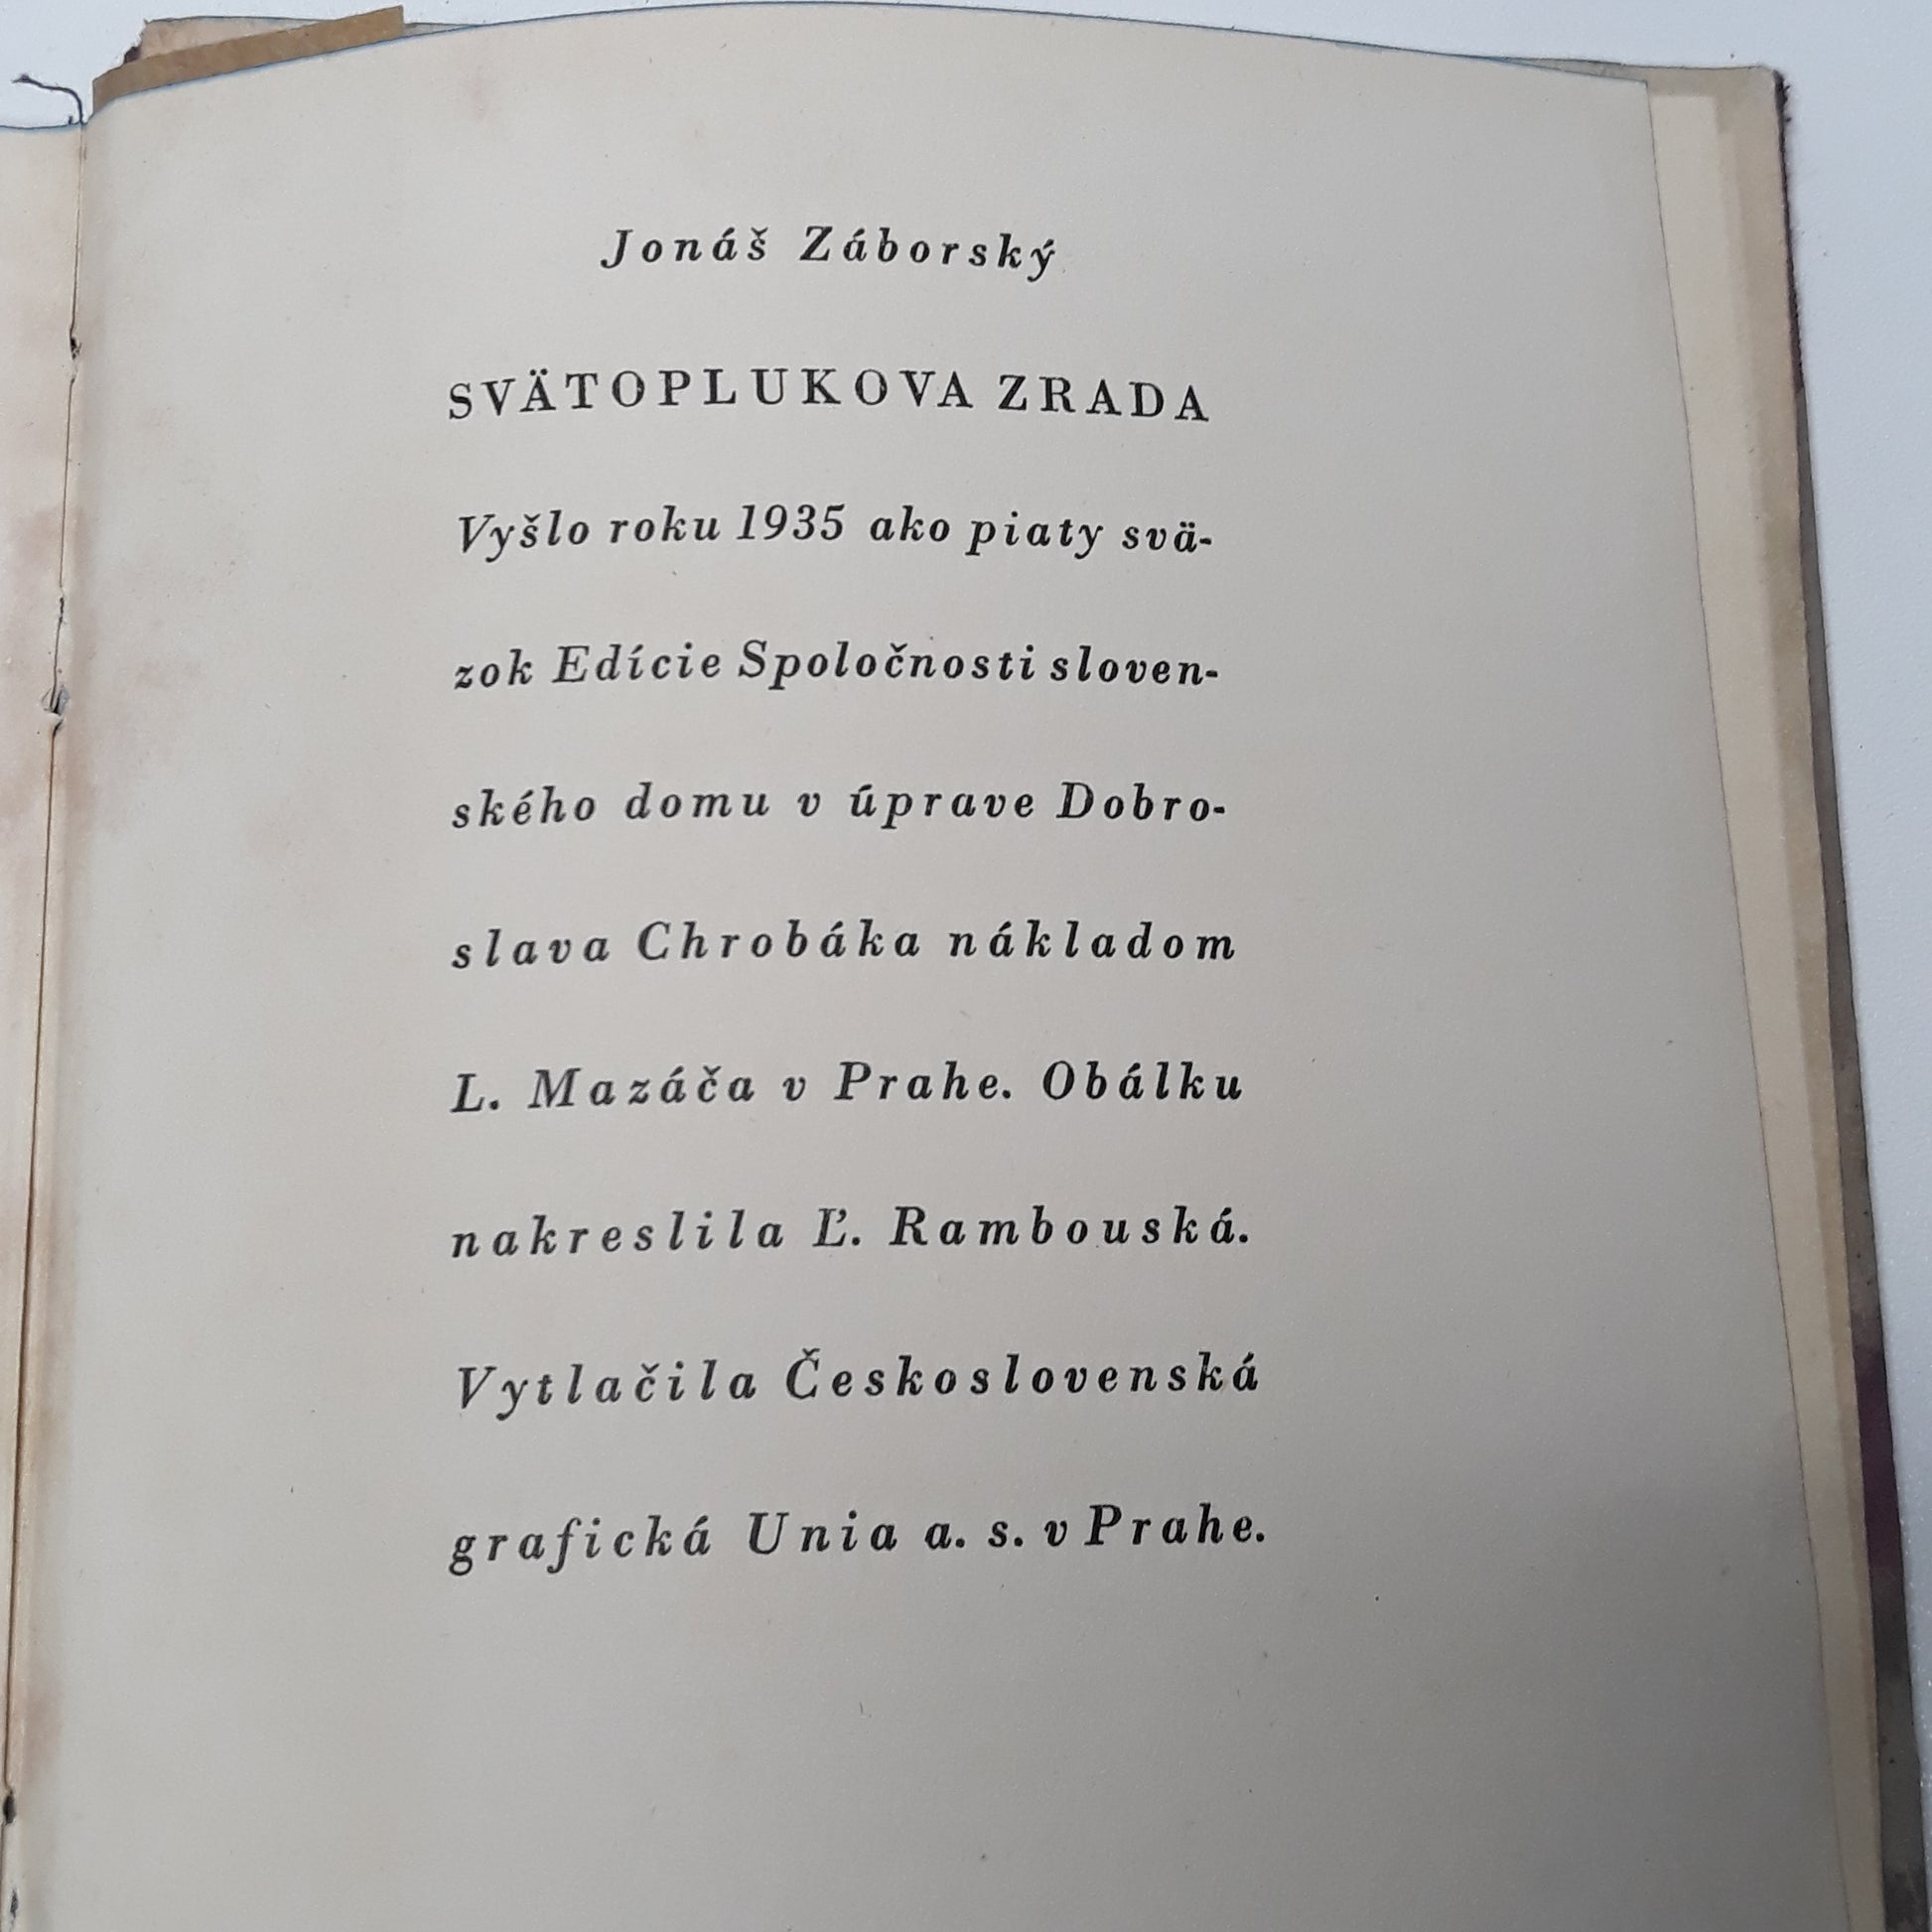 Jonáš Záborský
SVÄTOPLUKOVA ZRADA
Vyšlo roku 1935 ako piaty svä-
zok Edície Spoločnosti sloven-
ského domu v úprave Dobro-
slava Chrobáka nákladom
L. Mazáča v Prahe. Obálku
nakreslila Ľ. Rambouská.
Vytlačila Československá
grafická Unia a. s. v Prahe.